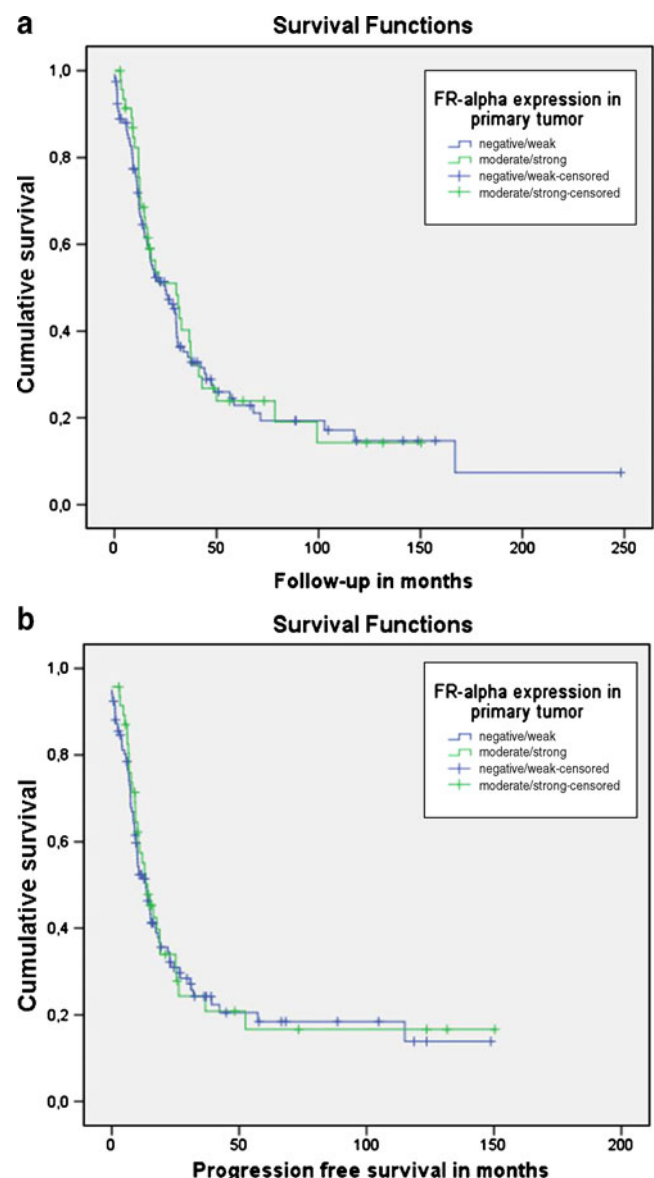 a
Survival Functions
FR-alpha expression in
primary tumor
negative/weak
moderate/strong
negative/weak-censored
moderate/strong-censored
Cumulative survival
1,0
0,8
0,6
0,4
0,2
0,0
0 50 100 150 200 250
Follow-up in months
b
Survival Functions
FR-alpha expression in
primary tumor
negative/weak
moderate/strong
negative/weak-censored
moderate/strong-censored
Cumulative survival
1,0
0,8
0,6
0,4
0,2
0,0
0 50 100 150 200
Progression free survival in months